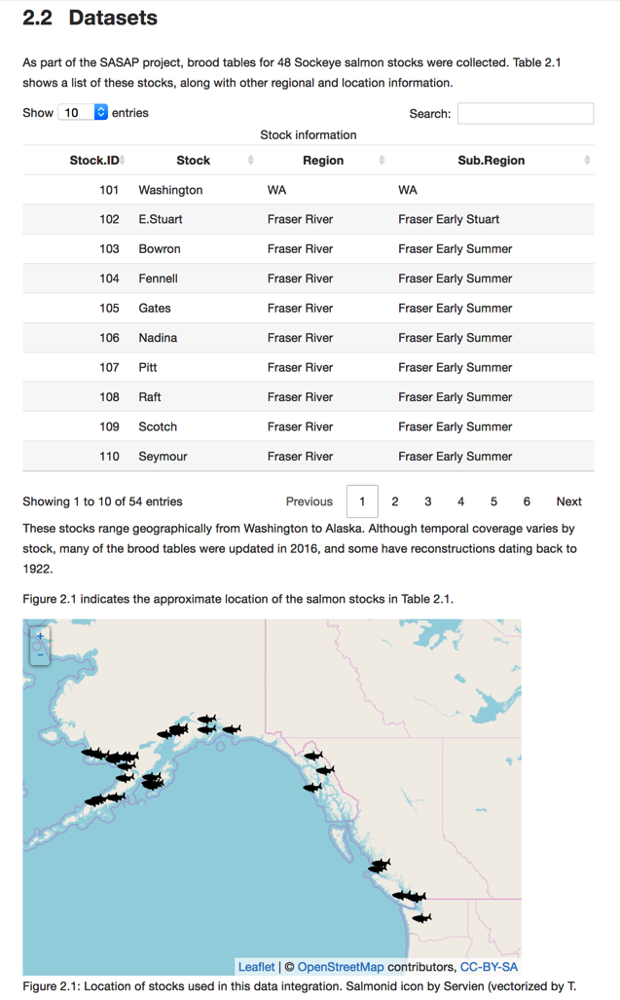 2.2 Datasets
As part of the SASAP project, brood tables for 48 Sockeye salmon stocks were collected. Table 2.1
shows a list of these stocks, along with other regional and location information.
Show 10 entries Search:
Stock information
Stock.ID Stock Region Sub.Region
101 Washington WA WA
102 E.Stuart Fraser River Fraser Early Stuart
103 Bowron Fraser River Fraser Early Summer
104 Fennell Fraser River Fraser Early Summer
105 Gates Fraser River Fraser Early Summer
106 Nadina Fraser River Fraser Early Summer
107 Pitt Fraser River Fraser Early Summer
108 Raft Fraser River Fraser Early Summer
109 Scotch Fraser River Fraser Early Summer
110 Seymour Fraser River Fraser Early Summer
Showing 1 to 10 of 54 entries Previous 1 2 3 4 5 6 Next
These stocks range geographically from Washington to Alaska. Although temporal coverage varies by
stock, many of the brood tables were updated in 2016, and some have reconstructions dating back to
1922.
Figure 2.1 indicates the approximate location of the salmon stocks in Table 2.1.
+
-
Leaflet | © OpenStreetMap contributors, CC-BY-SA
Figure 2.1: Location of stocks used in this data integration. Salmonid icon by Servien (vectorized by T.